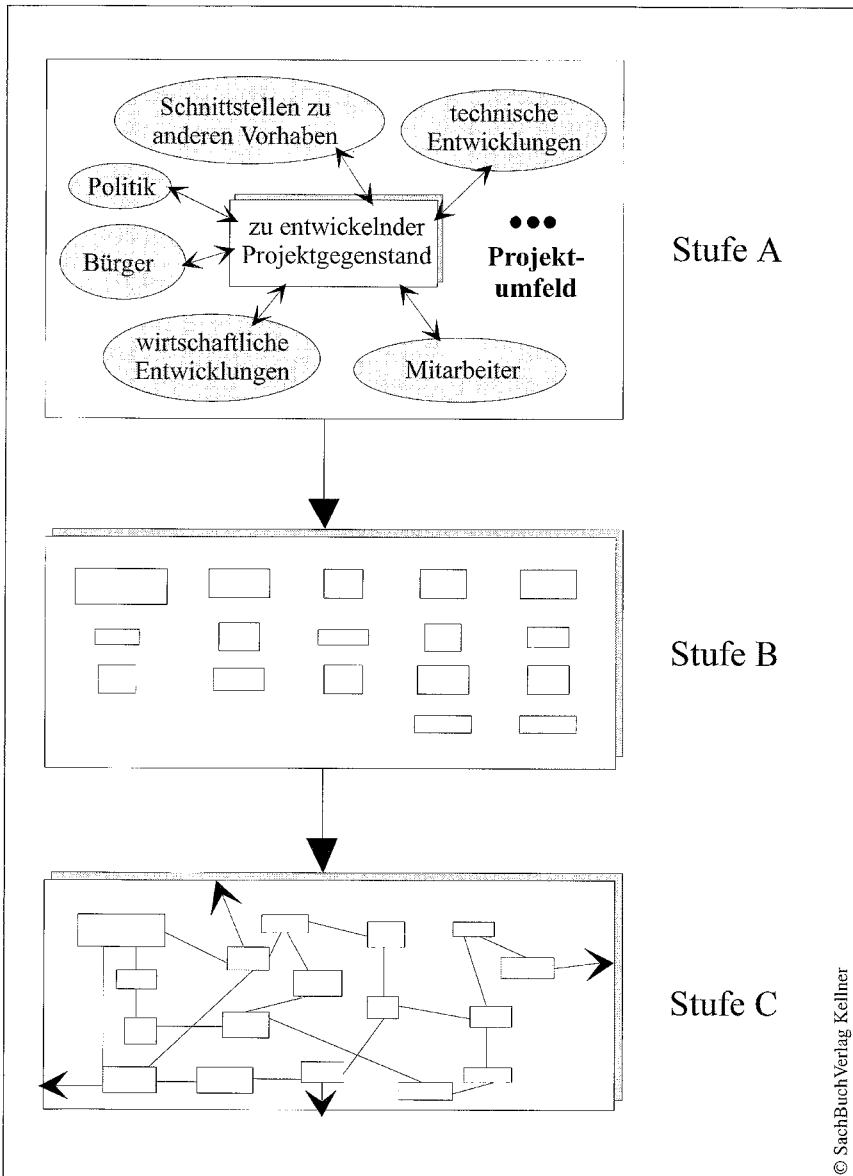 Schnittstellen zu
anderen Vorhaben
technische
Entwicklungen
Politik
zu entwickelnder
Projektgegenstand
Bürger
●●●
Projekt-
umfeld
wirtschaftliche
Entwicklungen
Mitarbeiter
Stufe A
Stufe B
Stufe C
© SachBuchVerlag Kellner